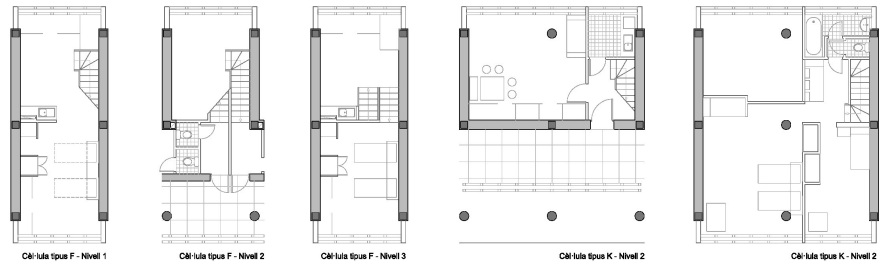 Cèl·lula tipus F - Nivell 1
Cèl·lula tipus F - Nivell 2
Cèl·lula tipus F - Nivell 3
Cèl·lula tipus K - Nivell 2
Cèl·lula tipus K - Nivell 2